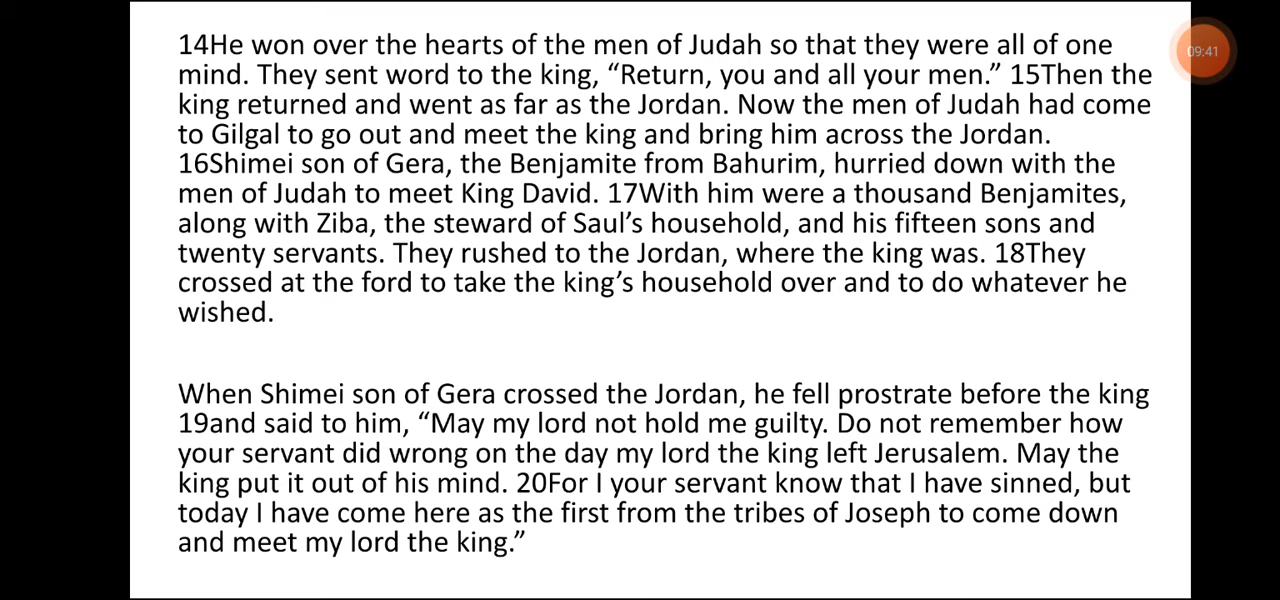 14He won over the hearts of the men of Judah so that they were all of one
mind. They sent word to the king, “Return, you and all your men.” 15Then the
king returned and went as far as the Jordan. Now the men of Judah had come
to Gilgal to go out and meet the king and bring him across the Jordan.
16Shimei son of Gera, the Benjamite from Bahurim, hurried down with the
men of Judah to meet King David. 17With him were a thousand Benjamites,
along with Ziba, the steward of Saul’s household, and his fifteen sons and
twenty servants. They rushed to the Jordan, where the king was. 18They
crossed at the ford to take the king’s household over and to do whatever he
wished.
When Shimei son of Gera crossed the Jordan, he fell prostrate before the king
19and said to him, “May my lord not hold me guilty. Do not remember how
your servant did wrong on the day my lord the king left Jerusalem. May the
king put it out of his mind. 20For I your servant know that I have sinned, but
today I have come here as the first from the tribes of Joseph to come down
and meet my lord the king.”
09:41